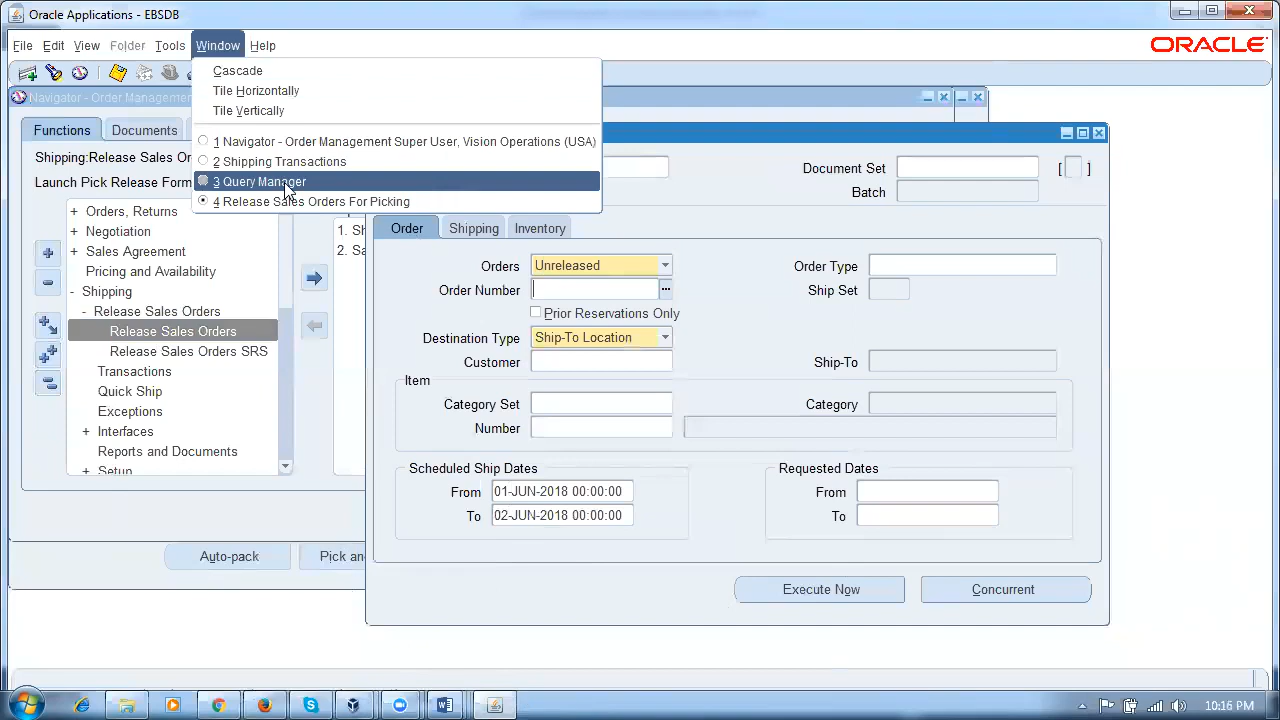 Oracle Applications - EBSDB
File Edit View Folder Tools Window Help
ORACLE
Cascade
Tile Horizontally
Tile Vertically
1 Navigator - Order Management Super User, Vision Operations (USA)
2 Shipping Transactions
3 Query Manager
4 Release Sales Orders For Picking
Navigator - Order Management
Functions Documents
Shipping:Release Sales Or
Launch Pick Release Form
+ Orders, Returns
+ Negotiation
+ Sales Agreement
Pricing and Availability
- Shipping
- Release Sales Orders
Release Sales Orders
Release Sales Orders SRS
Transactions
Quick Ship
Exceptions
+ Interfaces
Reports and Documents
+ Setup
1. Sh
2. Sa
Auto-pack Pick an
Document Set [ ]
Batch
Order Shipping Inventory
Orders Unreleased Order Type
Order Number ... Ship Set
Prior Reservations Only
Destination Type Ship-To Location
Customer Ship-To
Item
Category Set Category
Number
Scheduled Ship Dates Requested Dates
From 01-JUN-2018 00:00:00 From
To 02-JUN-2018 00:00:00 To
Execute Now Concurrent
10:16 PM